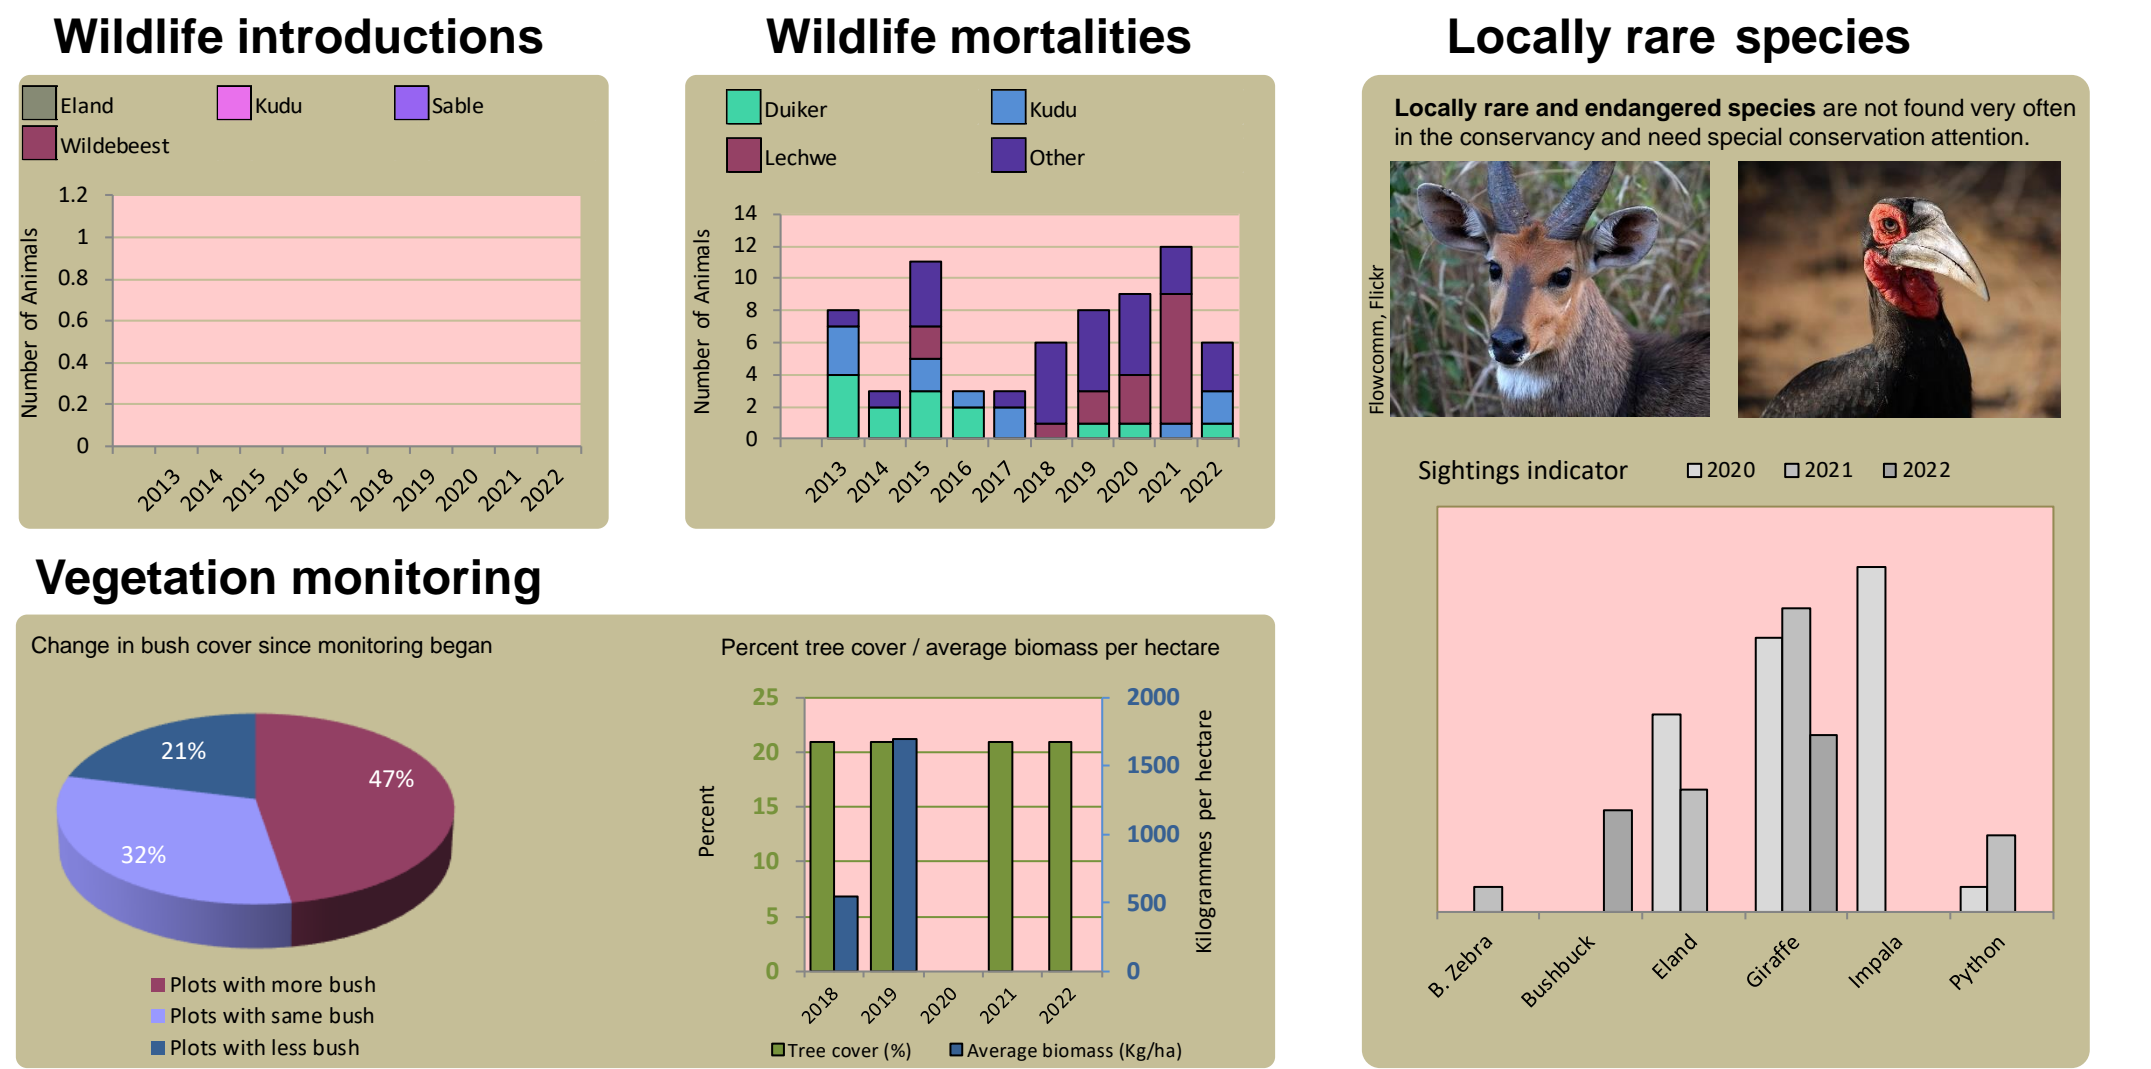 Wildlife introductions
Eland
Kudu
Sable
Wildebeest
Number of Animals
1.2
1
0.8
0.6
0.4
0.2
0
2013
2014
2015
2016
2017
2018
2019
2020
2021
2022
Wildlife mortalities
Duiker
Kudu
Lechwe
Other
Number of Animals
14
12
10
8
6
4
2
0
2013
2014
2015
2016
2017
2018
2019
2020
2021
2022
Locally rare species
Locally rare and endangered species are not found very often
in the conservancy and need special conservation attention.
Flowcomm, Flickr
Sightings indicator
2020
2021
2022
B. Zebra
Bushbuck
Eland
Giraffe
Impala
Python
Vegetation monitoring
Change in bush cover since monitoring began
21%
47%
32%
Plots with more bush
Plots with same bush
Plots with less bush
Percent tree cover / average biomass per hectare
Percent
25
20
15
10
5
0
2000
1500
1000
500
0
Kilogrammes per hectare
2018
2019
2020
2021
2022
Tree cover (%)
Average biomass (Kg/ha)